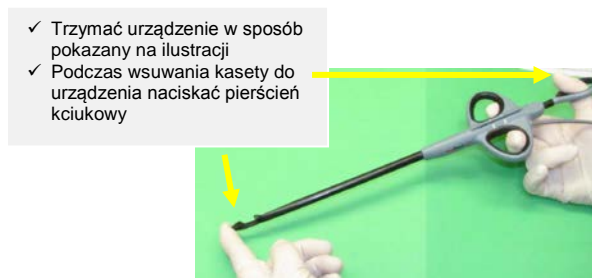 ✓ Trzymać urządzenie w sposób
pokazany na ilustracji
✓ Podczas wsuwania kasety do
urządzenia naciskać pierścień
kciukowy